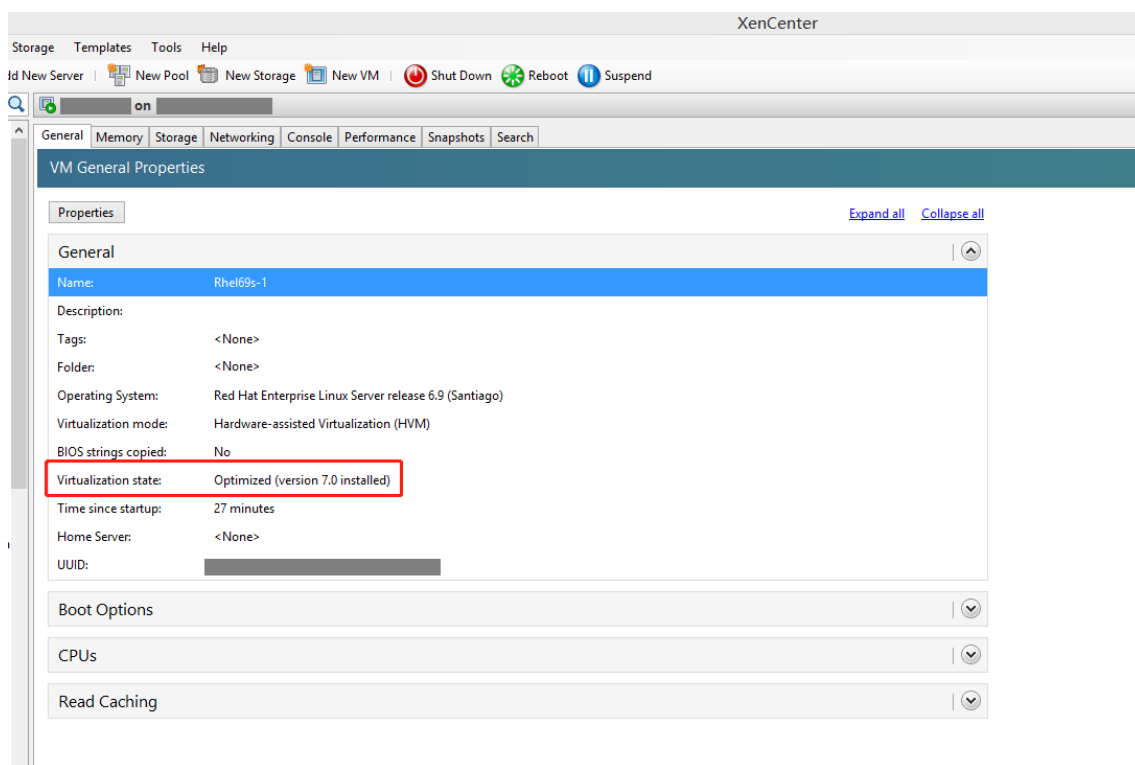 XenCenter
Storage Templates Tools Help
dd New Server New Pool New Storage New VM Shut Down Reboot Suspend
on
General Memory Storage Networking Console Performance Snapshots Search
VM General Properties
Properties Expand all Collapse all
General
Name: Rhel69s-1
Description:
Tags: <None>
Folder: <None>
Operating System: Red Hat Enterprise Linux Server release 6.9 (Santiago)
Virtualization mode: Hardware-assisted Virtualization (HVM)
BIOS strings copied: No
Virtualization state: Optimized (version 7.0 installed)
Time since startup: 27 minutes
Home Server: <None>
UUID:
Boot Options
CPUs
Read Caching